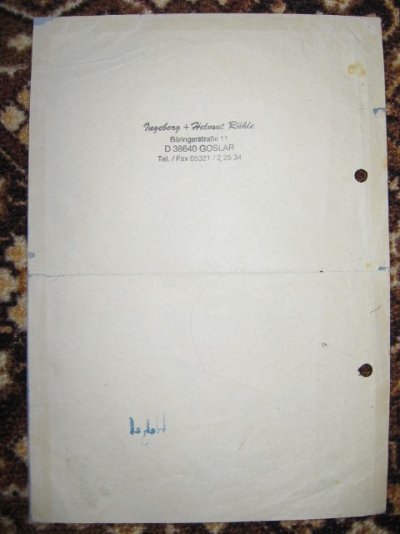 Ingeborg + Helmut Rühle
Bäringerstraße 11
D 38640 GOSLAR
Tel. / Fax 05321 / 2 25 34